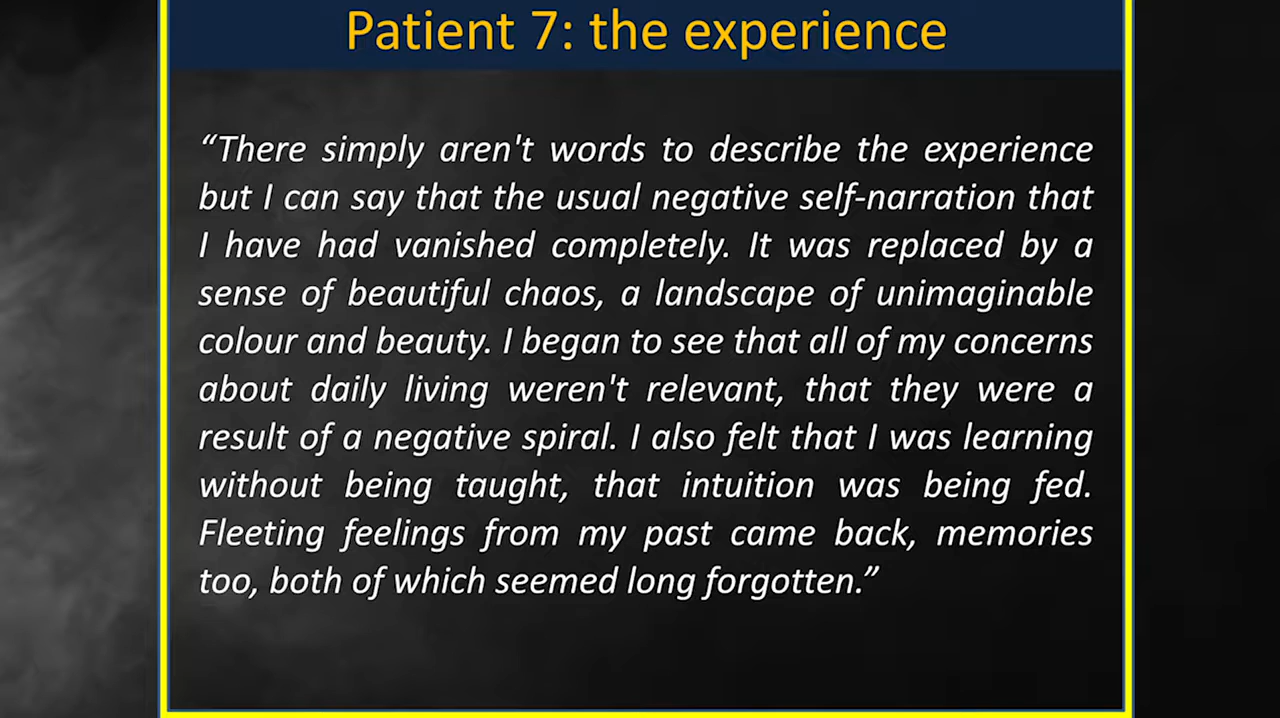 Patient 7: the experience
“There simply aren't words to describe the experience
but I can say that the usual negative self-narration that
I have had vanished completely. It was replaced by a
sense of beautiful chaos, a landscape of unimaginable
colour and beauty. I began to see that all of my concerns
about daily living weren't relevant, that they were a
result of a negative spiral. I also felt that I was learning
without being taught, that intuition was being fed.
Fleeting feelings from my past came back, memories
too, both of which seemed long forgotten.”